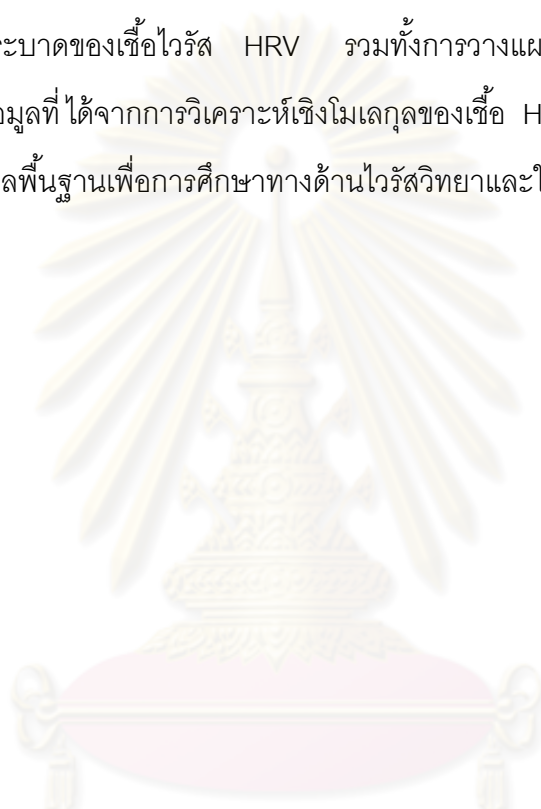 ระบาดของเชื้อไวรัส HRV รวมทั้งการวางแผ
อมูลที่ได้จากการวิเคราะห์เชิงโมเลกุลของเชื้อ H
ลพื้นฐานเพื่อการศึกษาทางด้านไวรัสวิทยาและใ